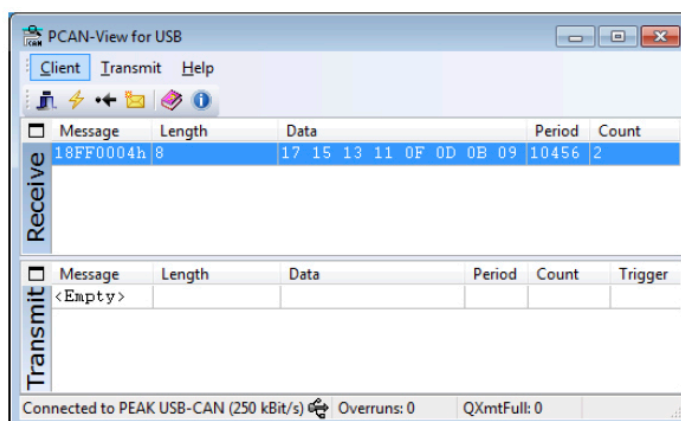 PCAN-View for USB
Client Transmit Help
Message Length Data Period Count
18FF0004h 8 17 15 13 11 0F 0D 0B 09 10456 2
Receive
Message Length Data Period Count Trigger
<Empty>
Transmit
Connected to PEAK USB-CAN (250 kBit/s) Overruns: 0 QXmtFull: 0